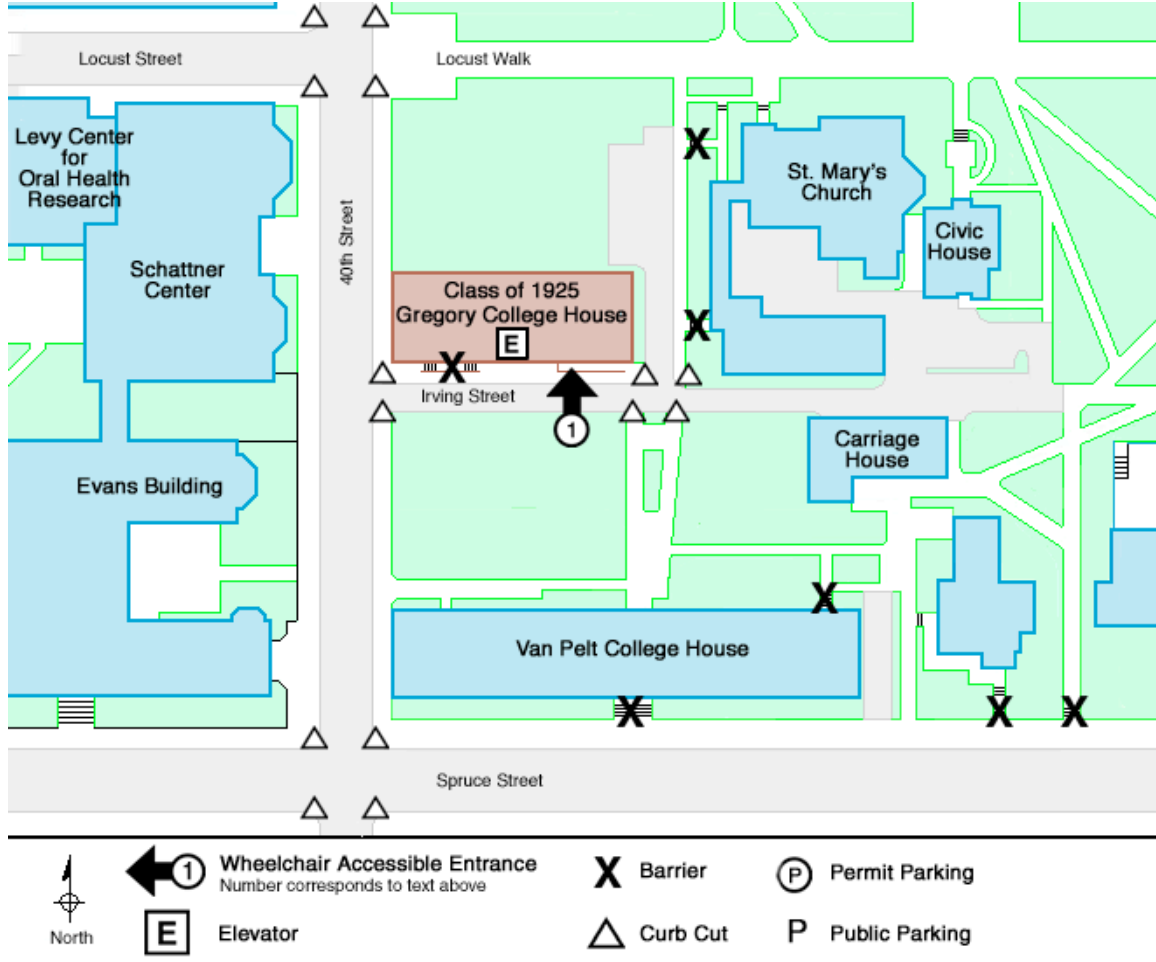 Locust Street
Locust Walk
Levy Center
for
Oral Health
Research
St. Mary's
Church
40th Street
Civic
House
Schattner
Center
Class of 1925
Gregory College House
E
X
X
X
Irving Street
1
Carriage
House
Evans Building
X
Van Pelt College House
X
X
X
Spruce Street
1
Wheelchair Accessible Entrance
Number corresponds to text above
X
Barrier
P
Permit Parking
North
E
Elevator
Curb Cut
P
Public Parking